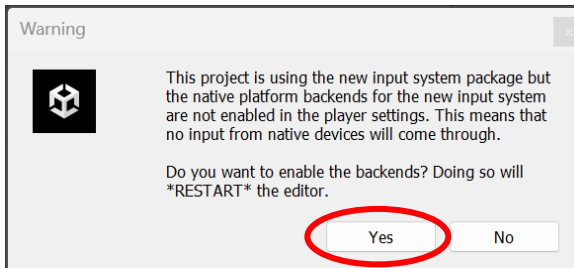 Warning
This project is using the new input system package but
the native platform backends for the new input system
are not enabled in the player settings. This means that
no input from native devices will come through.
Do you want to enable the backends? Doing so will
*RESTART* the editor.
Yes No